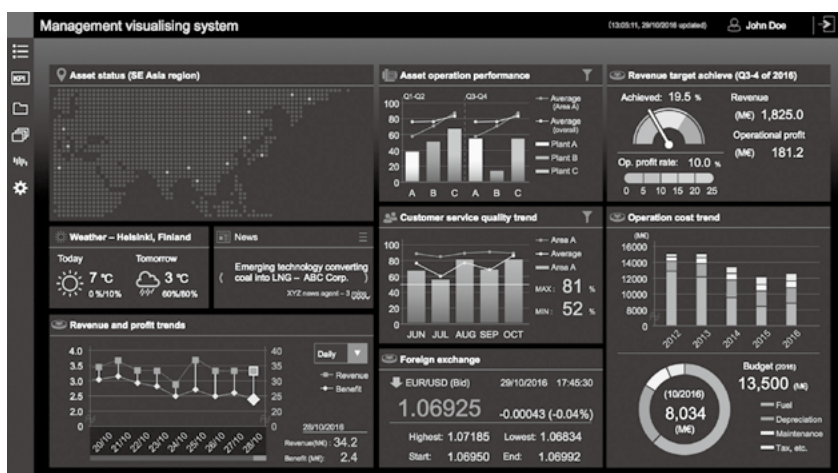 Management visualising system
(13:05:11, 29/10/2016 updated)
John Doe
KPI
Asset status (SE Asia region)
Asset operation performance
Q1-Q2
Q3-Q4
100
80
60
40
20
0
A B C A B C
Average
(Area A)
Average
(overall)
Plant A
Plant B
Plant C
Revenue target achieve (Q3-4 of 2016)
Achieved: 19.5 %
Revenue
(M€) 1,825.0
Operational profit
(M€) 181.2
Op. profit rate: 10.0 %
0 5 10 15 20 25
Weather – Helsinki, Finland
Today
7 °C
0 %/10%
Tomorrow
3 °C
60%/80%
News
Emerging technology converting
coal into LNG – ABC Corp.
XYZ news agent – 3 mins
Customer service quality trend
100
80
60
40
20
0
JUN JUL AUG SEP OCT
Area A
Average
Area A
MAX: 81 %
MIN: 52 %
Operation cost trend
(M€)
16000
14000
12000
10000
8000
0
2012 2013 2014 2015 2016
(10/2016)
8,034
(M€)
Budget (2016)
13,500 (M€)
Fuel
Depreciation
Maintenance
Tax, etc.
Revenue and profit trends
4.0
3.5
3.0
2.5
2.0
0
40
35
30
25
20
0
20/10 21/10 22/10 23/10 24/10 25/10 26/10 27/10 28/10
Daily
Revenue
Benefit
28/10/2016
Revenue(M€): 34.2
Benefit (M€): 2.4
Foreign exchange
EUR/USD (Bid)
29/10/2016 17:45:30
1.06925
-0.00043 (-0.04%)
Highest: 1.07185 Lowest: 1.06834
Start: 1.06950 End: 1.06992